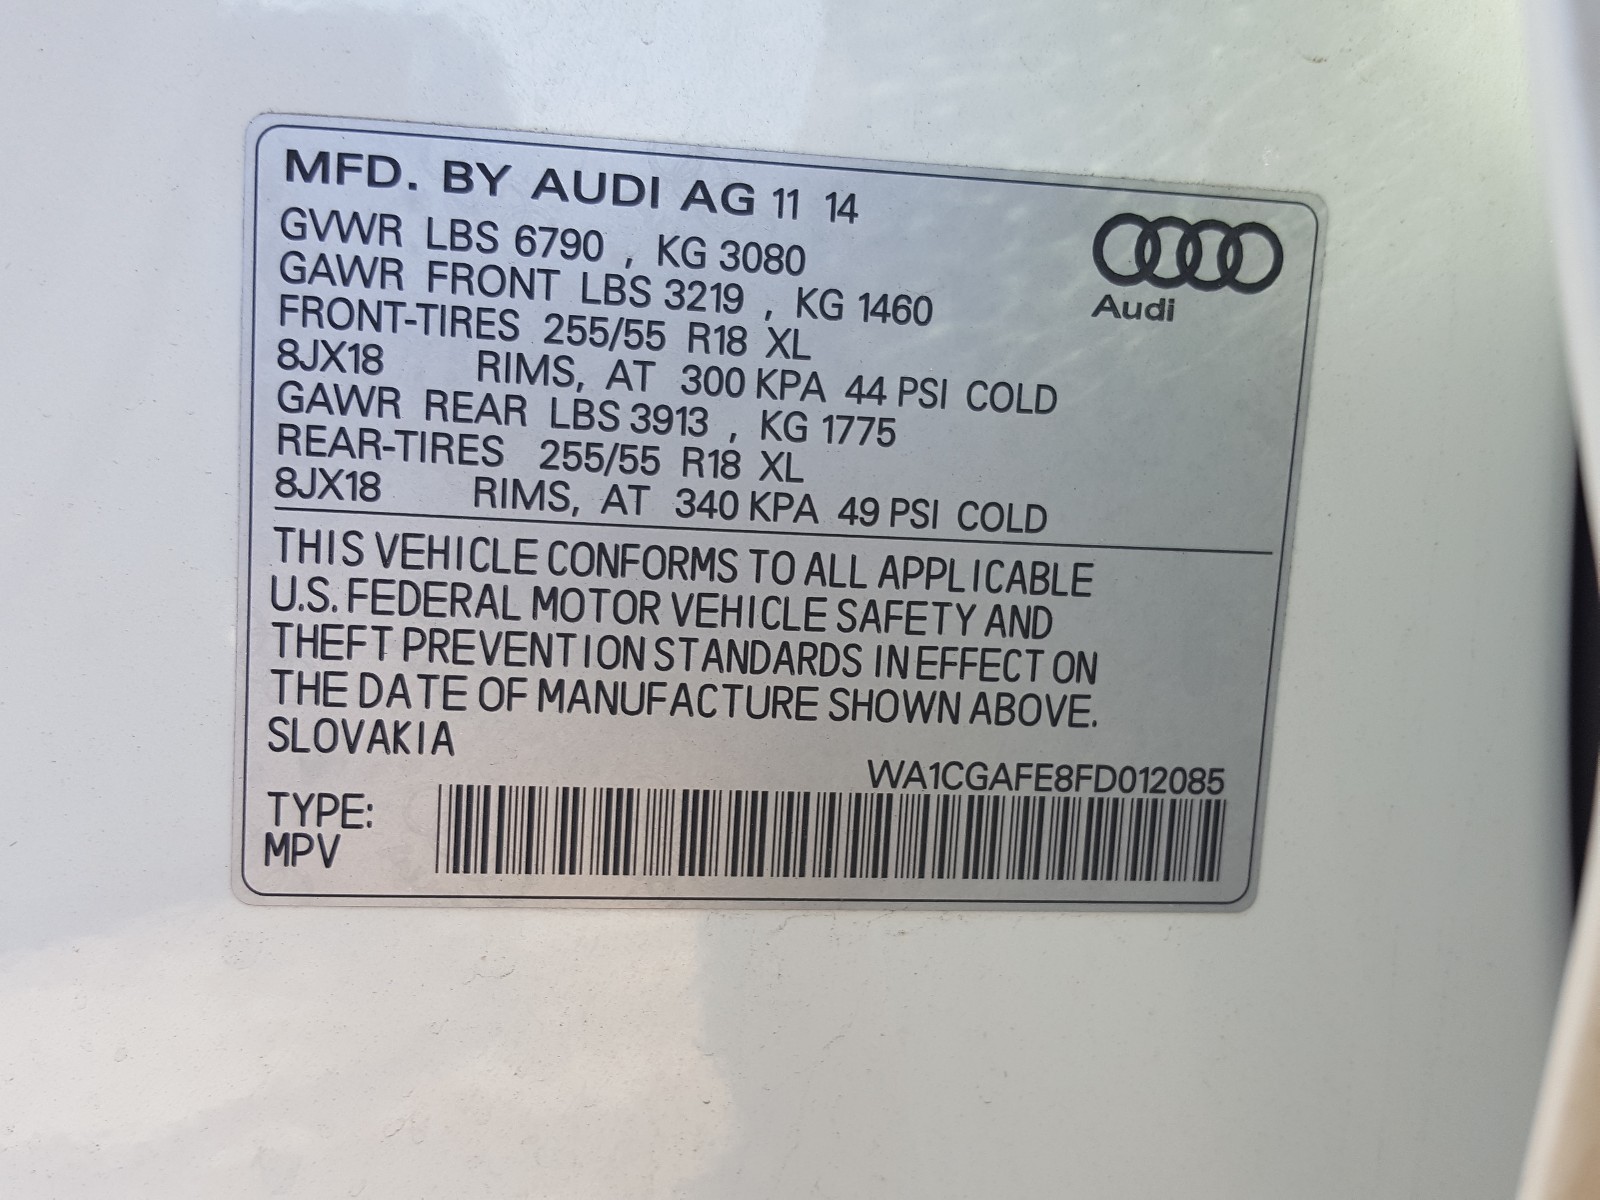 MFD. BY AUDI AG 11 14
GVWR LBS 6790 , KG 3080
GAWR FRONT LBS 3219 , KG 1460
FRONT-TIRES 255/55 R18 XL
8JX18 RIMS, AT 300 KPA 44 PSI COLD
GAWR REAR LBS 3913 , KG 1775
REAR-TIRES 255/55 R18 XL
8JX18 RIMS, AT 340 KPA 49 PSI COLD
Audi
THIS VEHICLE CONFORMS TO ALL APPLICABLE
U.S. FEDERAL MOTOR VEHICLE SAFETY AND
THEFT PREVENTION STANDARDS IN EFFECT ON
THE DATE OF MANUFACTURE SHOWN ABOVE.
SLOVAKIA
WA1CGAFE8FD012085
TYPE:
MPV